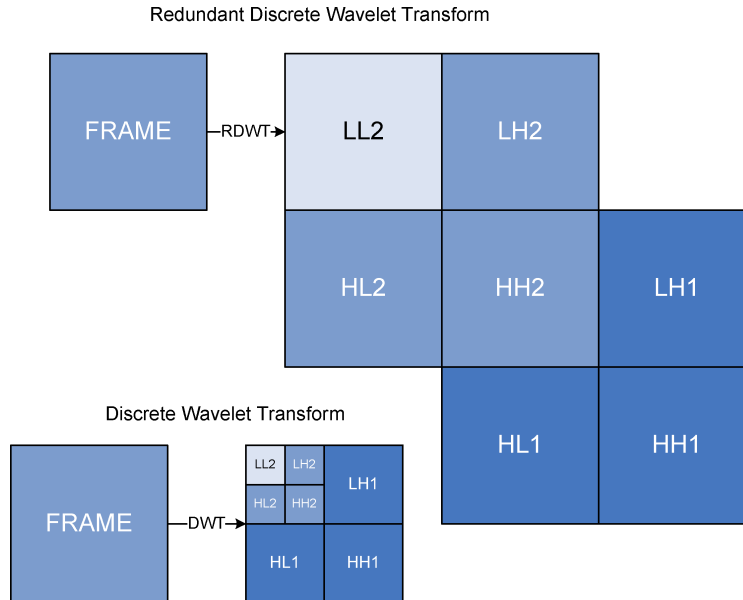 Redundant Discrete Wavelet Transform
FRAME
RDWT
LL2
LH2
HL2
HH2
LH1
HL1
HH1
Discrete Wavelet Transform
FRAME
DWT
LL2
LH2
LH1
HL2
HH2
HL1
HH1